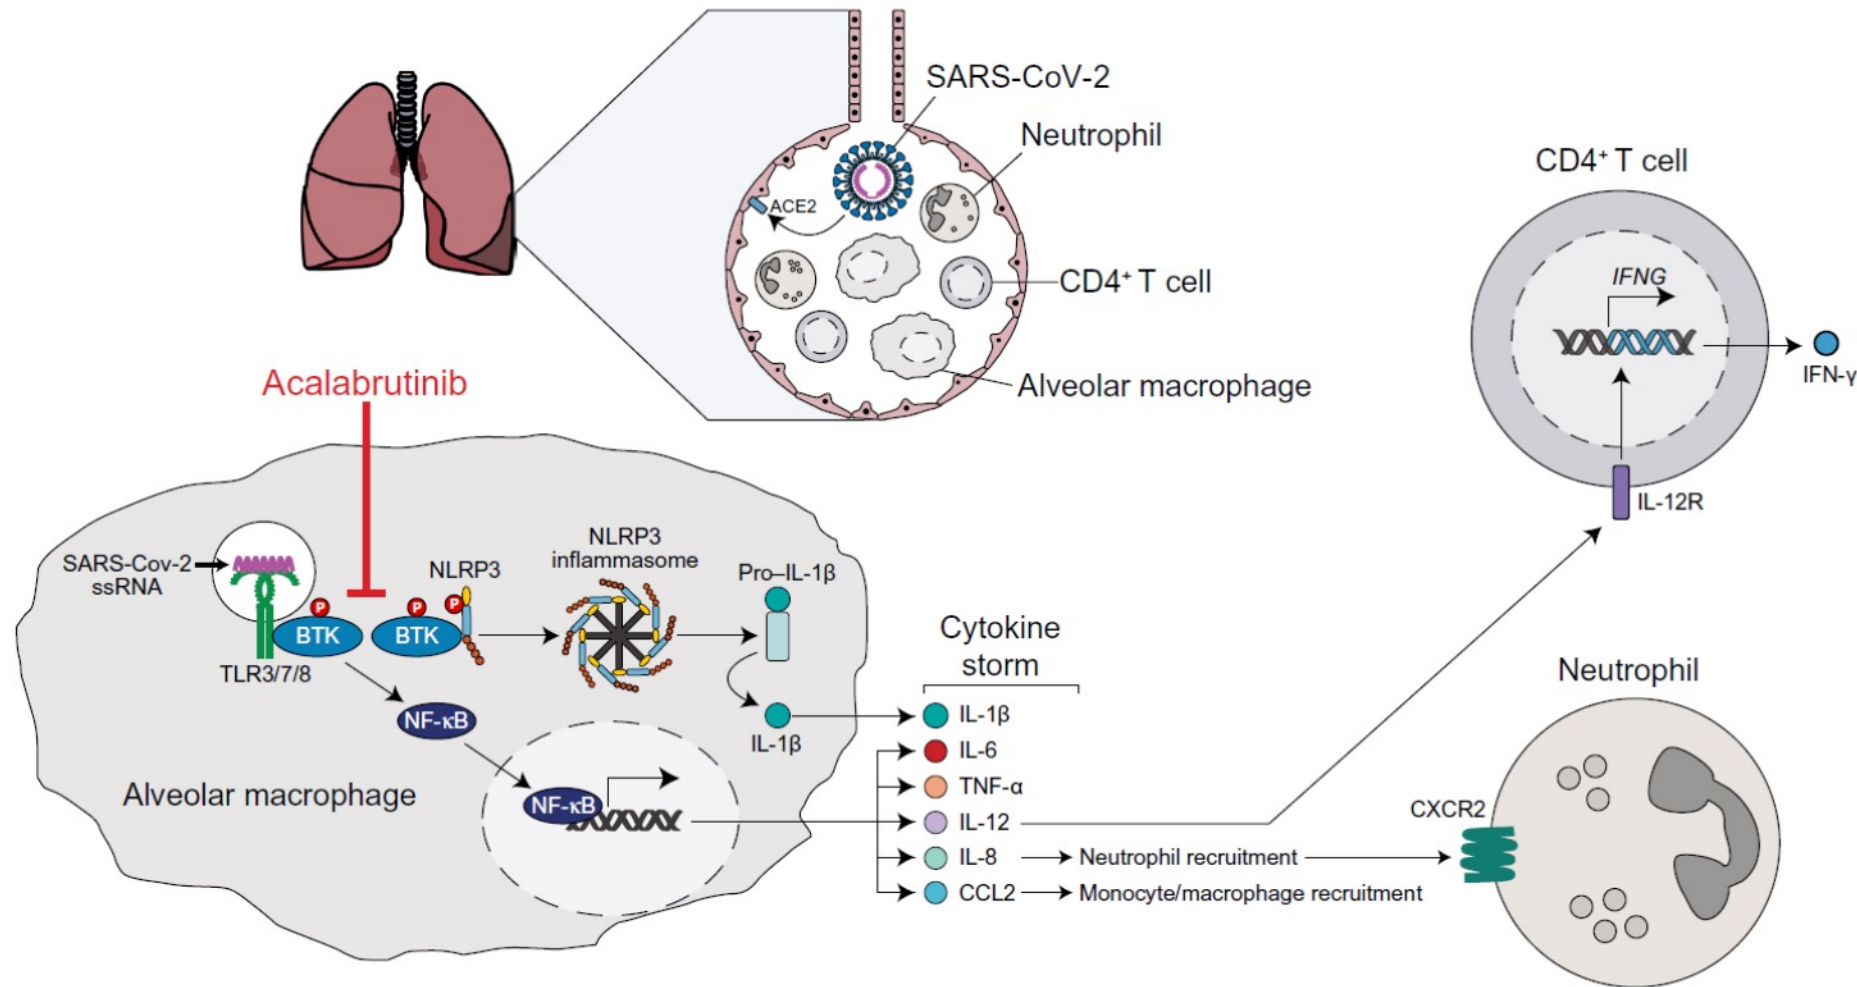 SARS-CoV-2
Neutrophil
ACE2
CD4⁺ T cell
Alveolar macrophage
CD4⁺ T cell
IFNG
IFN-γ
IL-12R
Acalabrutinib
SARS-Cov-2
ssRNA
P
BTK
TLR3/7/8
P
BTK
P
NLRP3
NLRP3
inflammasome
Pro–IL-1β
IL-1β
NF-κB
NF-κB
Alveolar macrophage
Cytokine
storm
IL-1β
IL-6
TNF-α
IL-12
IL-8
Neutrophil recruitment
CCL2
Monocyte/macrophage recruitment
Neutrophil
CXCR2